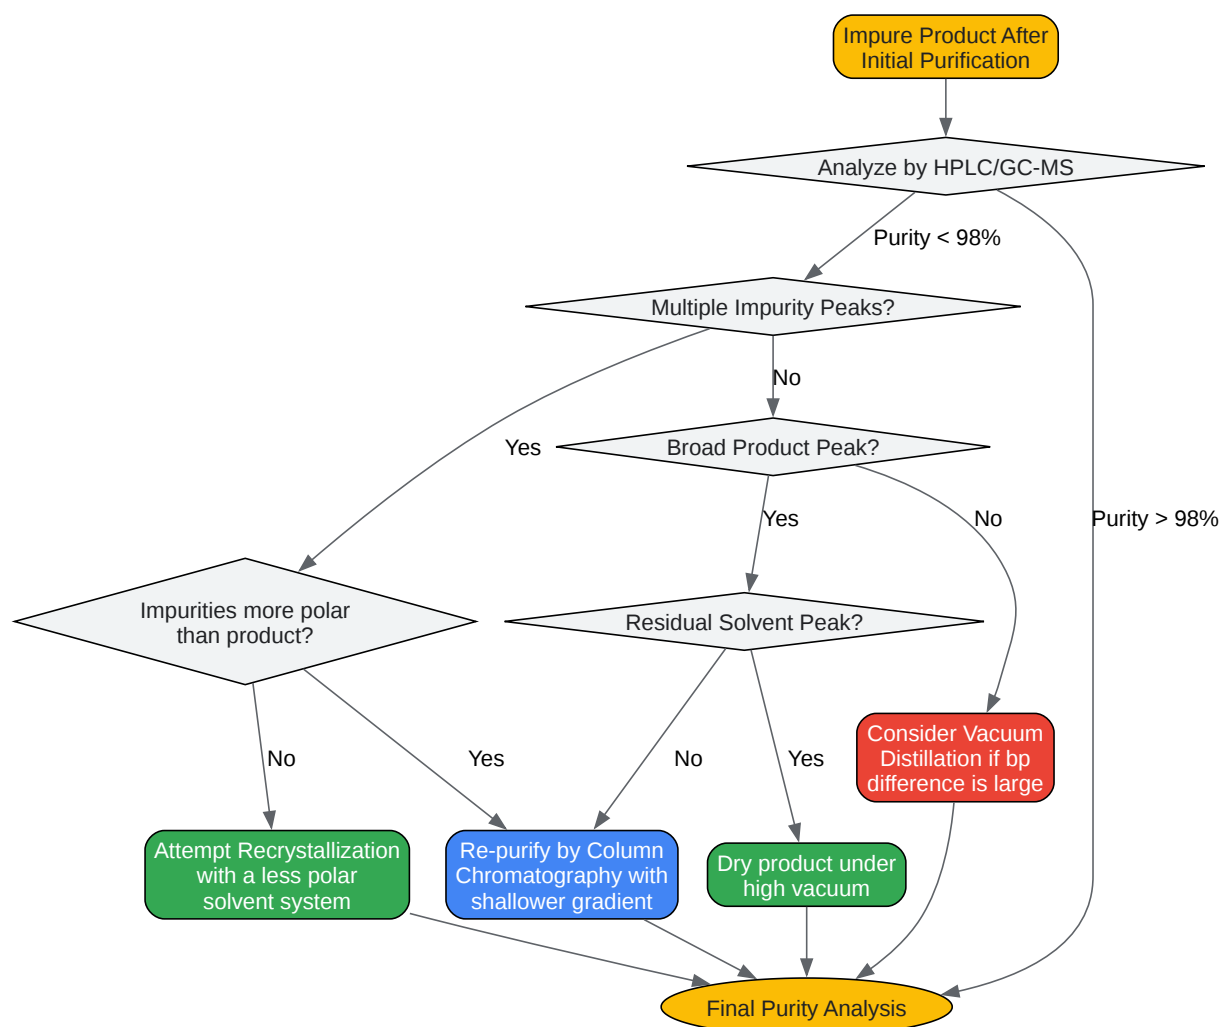 Impure Product After
Initial Purification
Analyze by HPLC/GC-MS
Purity < 98%
Multiple Impurity Peaks?
No
Yes
Broad Product Peak?
Yes
No
Purity > 98%
Impurities more polar
than product?
Residual Solvent Peak?
No
Yes
No
Yes
Consider Vacuum
Distillation if bp
difference is large
Attempt Recrystallization
with a less polar
solvent system
Re-purify by Column
Chromatography with
shallower gradient
Dry product under
high vacuum
Final Purity Analysis